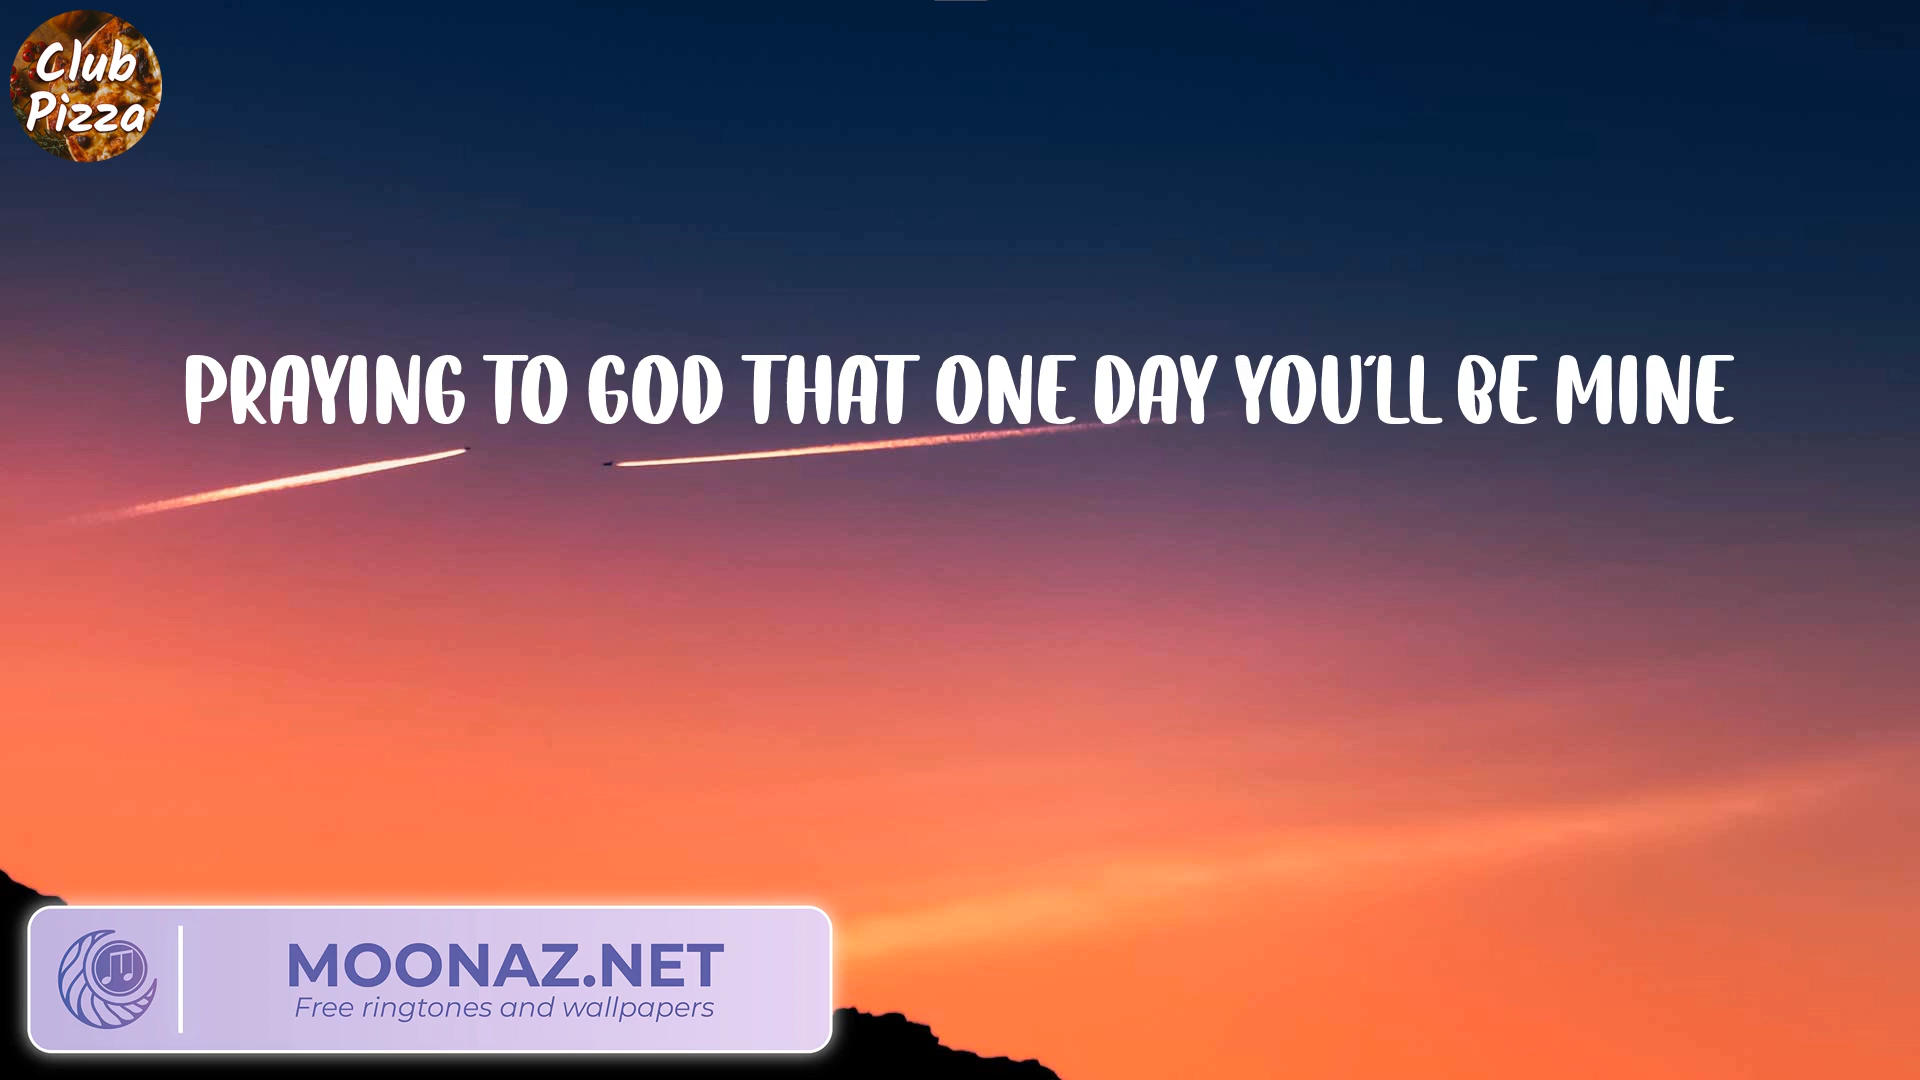 Club
Pizza
PRAYING TO GOD THAT ONE DAY YOU'LL BE MINE
MOONAZ.NET
Free ringtones and wallpapers